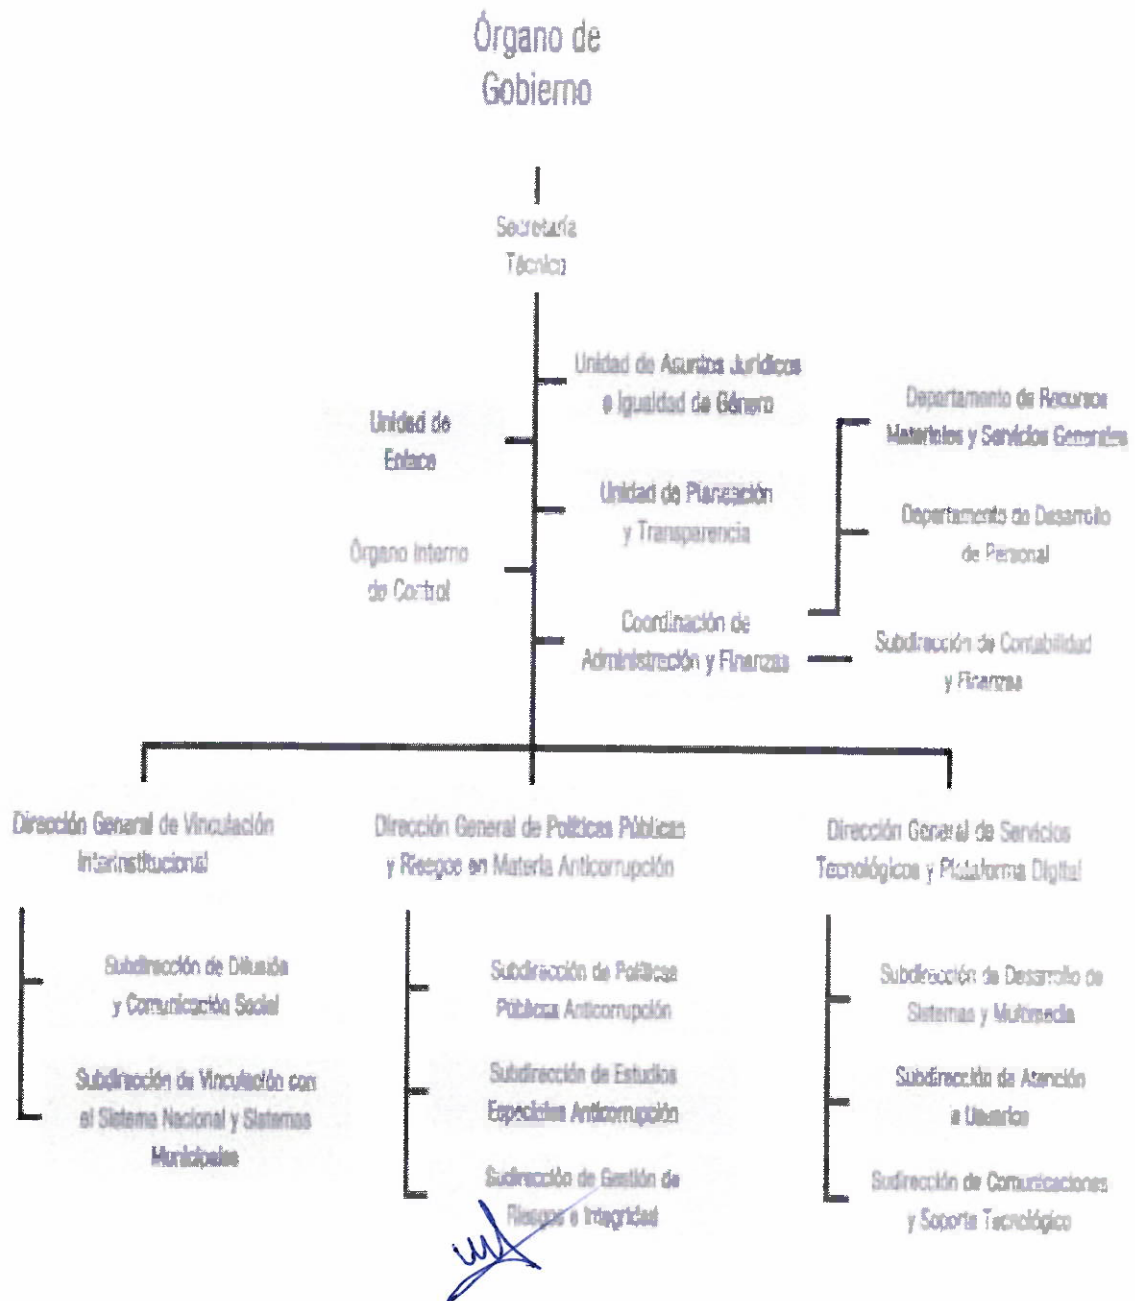 Órgano de
Gobierno
Secretaría
Técnico
Unidad de Asuntos Jurídicos
e Igualdad de Género
Departamento de Recursos
Materiales y Servicios Generales
Unidad de
Enlace
Unidad de Planeación
y Transparencia
Departamento de Desarrollo
de Personal
Órgano Interno
de Control
Coordinación de
Administración y Finanzas
Subdirección de Contabilidad
y Finanzas
Dirección General de Vinculación
Interinstitucional
Dirección General de Políticas Públicas
y Riesgos en Materia Anticorrupción
Dirección General de Servicios
Tecnológicos y Plataforma Digital
Subdirección de Difusión
y Comunicación Social
Subdirección de Vinculación con
el Sistema Nacional y Sistemas
Municipales
Subdirección de Políticas
Públicas Anticorrupción
Subdirección de Estudios
Especiales Anticorrupción
Sudirección de Gestión de
Riesgos e Integridad
Subdirección de Desarrollo de
Sistemas y Multimedia
Subdirección de Atención
a Usuarios
Sudirección de Comunicaciones
y Soporte Tecnológico